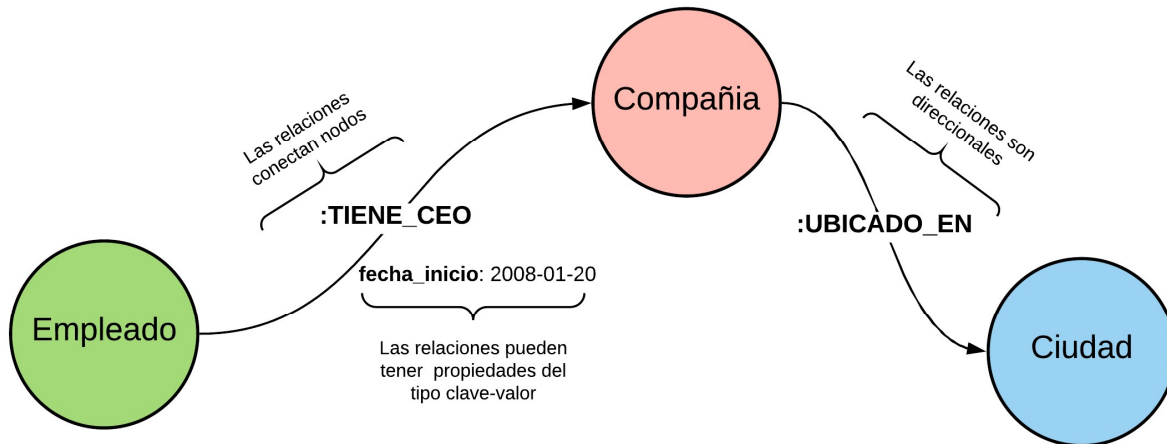 Las relaciones
conectan nodos
:TIENE_CEO
fecha_inicio: 2008-01-20
Las relaciones pueden
tener propiedades del
tipo clave-valor
Empleado
Compañia
Las relaciones son
direccionales
:UBICADO_EN
Ciudad